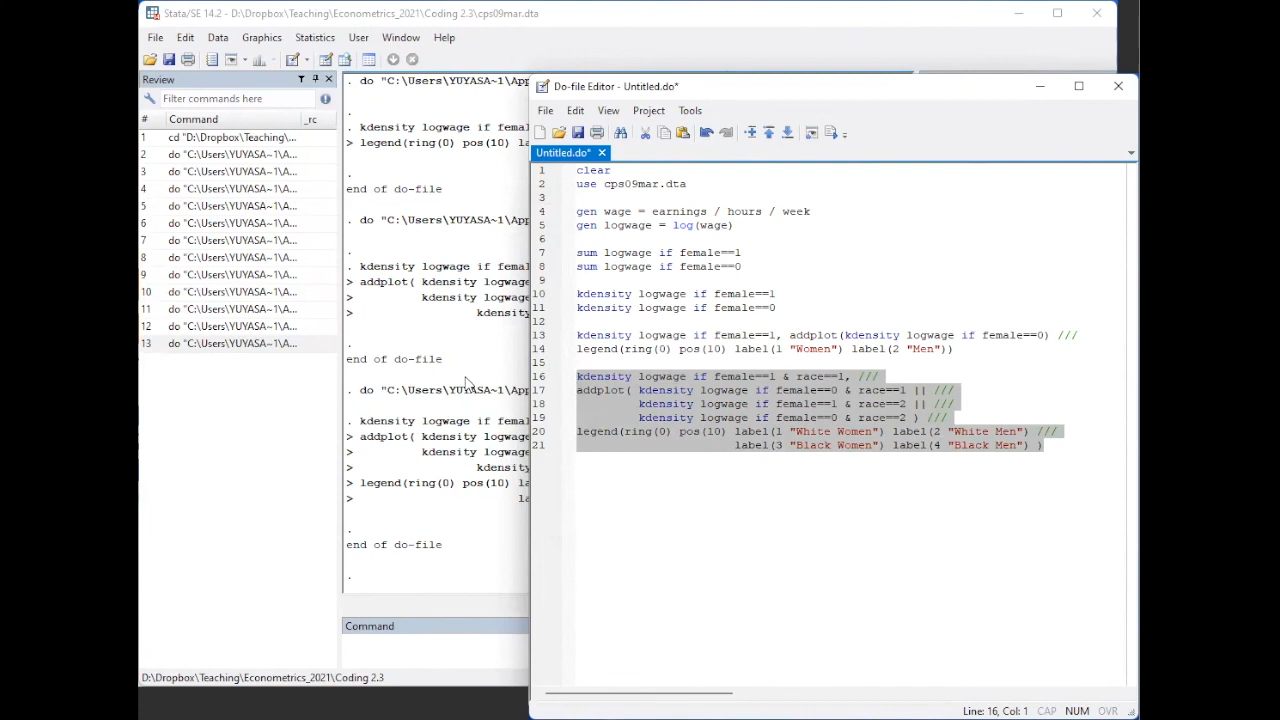 Stata/SE 14.2 - D:\Dropbox\Teaching\Econometrics_2021\Coding 2.3\cps09mar.dta
File Edit Data Graphics Statistics User Window Help
Review
Filter commands here
# Command _rc
1 cd "D:\Dropbox\Teaching\...
2 do "C:\Users\YUYASA~1\A...
3 do "C:\Users\YUYASA~1\A...
4 do "C:\Users\YUYASA~1\A...
5 do "C:\Users\YUYASA~1\A...
6 do "C:\Users\YUYASA~1\A...
7 do "C:\Users\YUYASA~1\A...
8 do "C:\Users\YUYASA~1\A...
9 do "C:\Users\YUYASA~1\A...
10 do "C:\Users\YUYASA~1\A...
11 do "C:\Users\YUYASA~1\A...
12 do "C:\Users\YUYASA~1\A...
13 do "C:\Users\YUYASA~1\A...
. do "C:\Users\YUYASA~1\App
.
. kdensity logwage if femal
> legend(ring(0) pos(10) la
.
end of do-file
. do "C:\Users\YUYASA~1\App
.
. kdensity logwage if femal
> addplot( kdensity logwage
> kdensity logwage
> kdensity
.
end of do-file
. do "C:\Users\YUYASA~1\App
. kdensity logwage if femal
> addplot( kdensity logwage
> kdensity logwage
> kdensity
> legend(ring(0) pos(10) la
> la
.
end of do-file
.
Command
D:\Dropbox\Teaching\Econometrics_2021\Coding 2.3
Do-file Editor - Untitled.do*
File Edit View Project Tools
Untitled.do*
1 clear
2 use cps09mar.dta
3
4 gen wage = earnings / hours / week
5 gen logwage = log(wage)
6
7 sum logwage if female==1
8 sum logwage if female==0
9
10 kdensity logwage if female==1
11 kdensity logwage if female==0
12
13 kdensity logwage if female==1, addplot(kdensity logwage if female==0) ///
14 legend(ring(0) pos(10) label(1 "Women") label(2 "Men"))
15
16 kdensity logwage if female==1 & race==1, ///
17 addplot( kdensity logwage if female==0 & race==1 || ///
18 kdensity logwage if female==1 & race==2 || ///
19 kdensity logwage if female==0 & race==2 ) ///
20 legend(ring(0) pos(10) label(1 "White Women") label(2 "White Men") ///
21 label(3 "Black Women") label(4 "Black Men") )
Line: 16, Col: 1 CAP NUM OVR